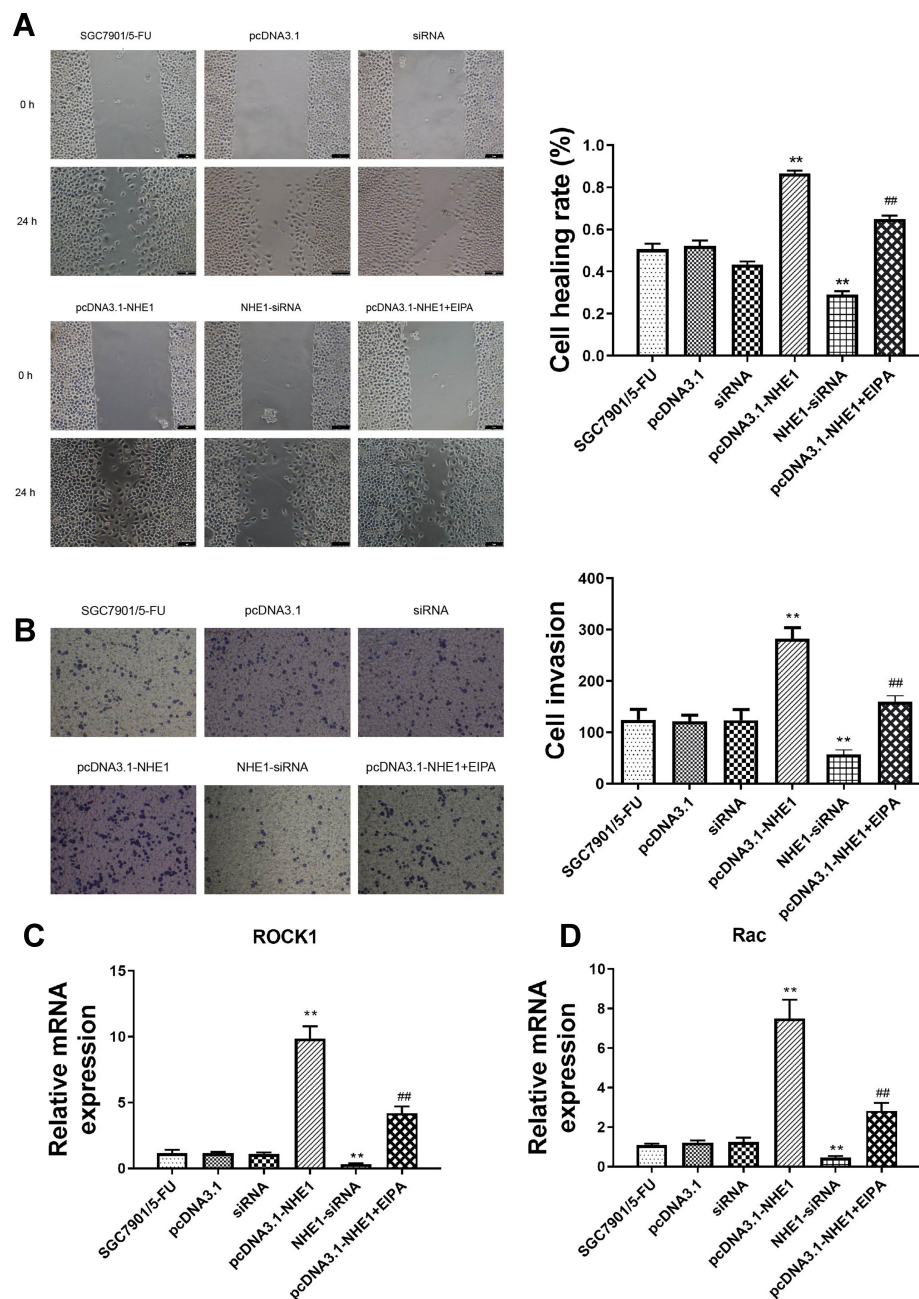 A
SGC7901/5-FU pcDNA3.1 siRNA
0 h
24 h
pcDNA3.1-NHE1 NHE1-siRNA pcDNA3.1-NHE1+EIPA
0 h
24 h
Cell healing rate (%)
1.0
0.8
0.6
0.4
0.2
0.0
**
**
##
SGC7901/5-FU
pcDNA3.1
siRNA
pcDNA3.1-NHE1
NHE1-siRNA
pcDNA3.1-NHE1+EIPA
B
SGC7901/5-FU pcDNA3.1 siRNA
pcDNA3.1-NHE1 NHE1-siRNA pcDNA3.1-NHE1+EIPA
Cell invasion
400
300
200
100
0
**
**
##
SGC7901/5-FU
pcDNA3.1
siRNA
pcDNA3.1-NHE1
NHE1-siRNA
pcDNA3.1-NHE1+EIPA
C
ROCK1
Relative mRNA
expression
15
10
5
0
**
**
##
SGC7901/5-FU
pcDNA3.1
siRNA
pcDNA3.1-NHE1
NHE1-siRNA
pcDNA3.1-NHE1+EIPA
D
Rac
Relative mRNA
expression
10
8
6
4
2
0
**
**
##
SGC7901/5-FU
pcDNA3.1
siRNA
pcDNA3.1-NHE1
NHE1-siRNA
pcDNA3.1-NHE1+EIPA